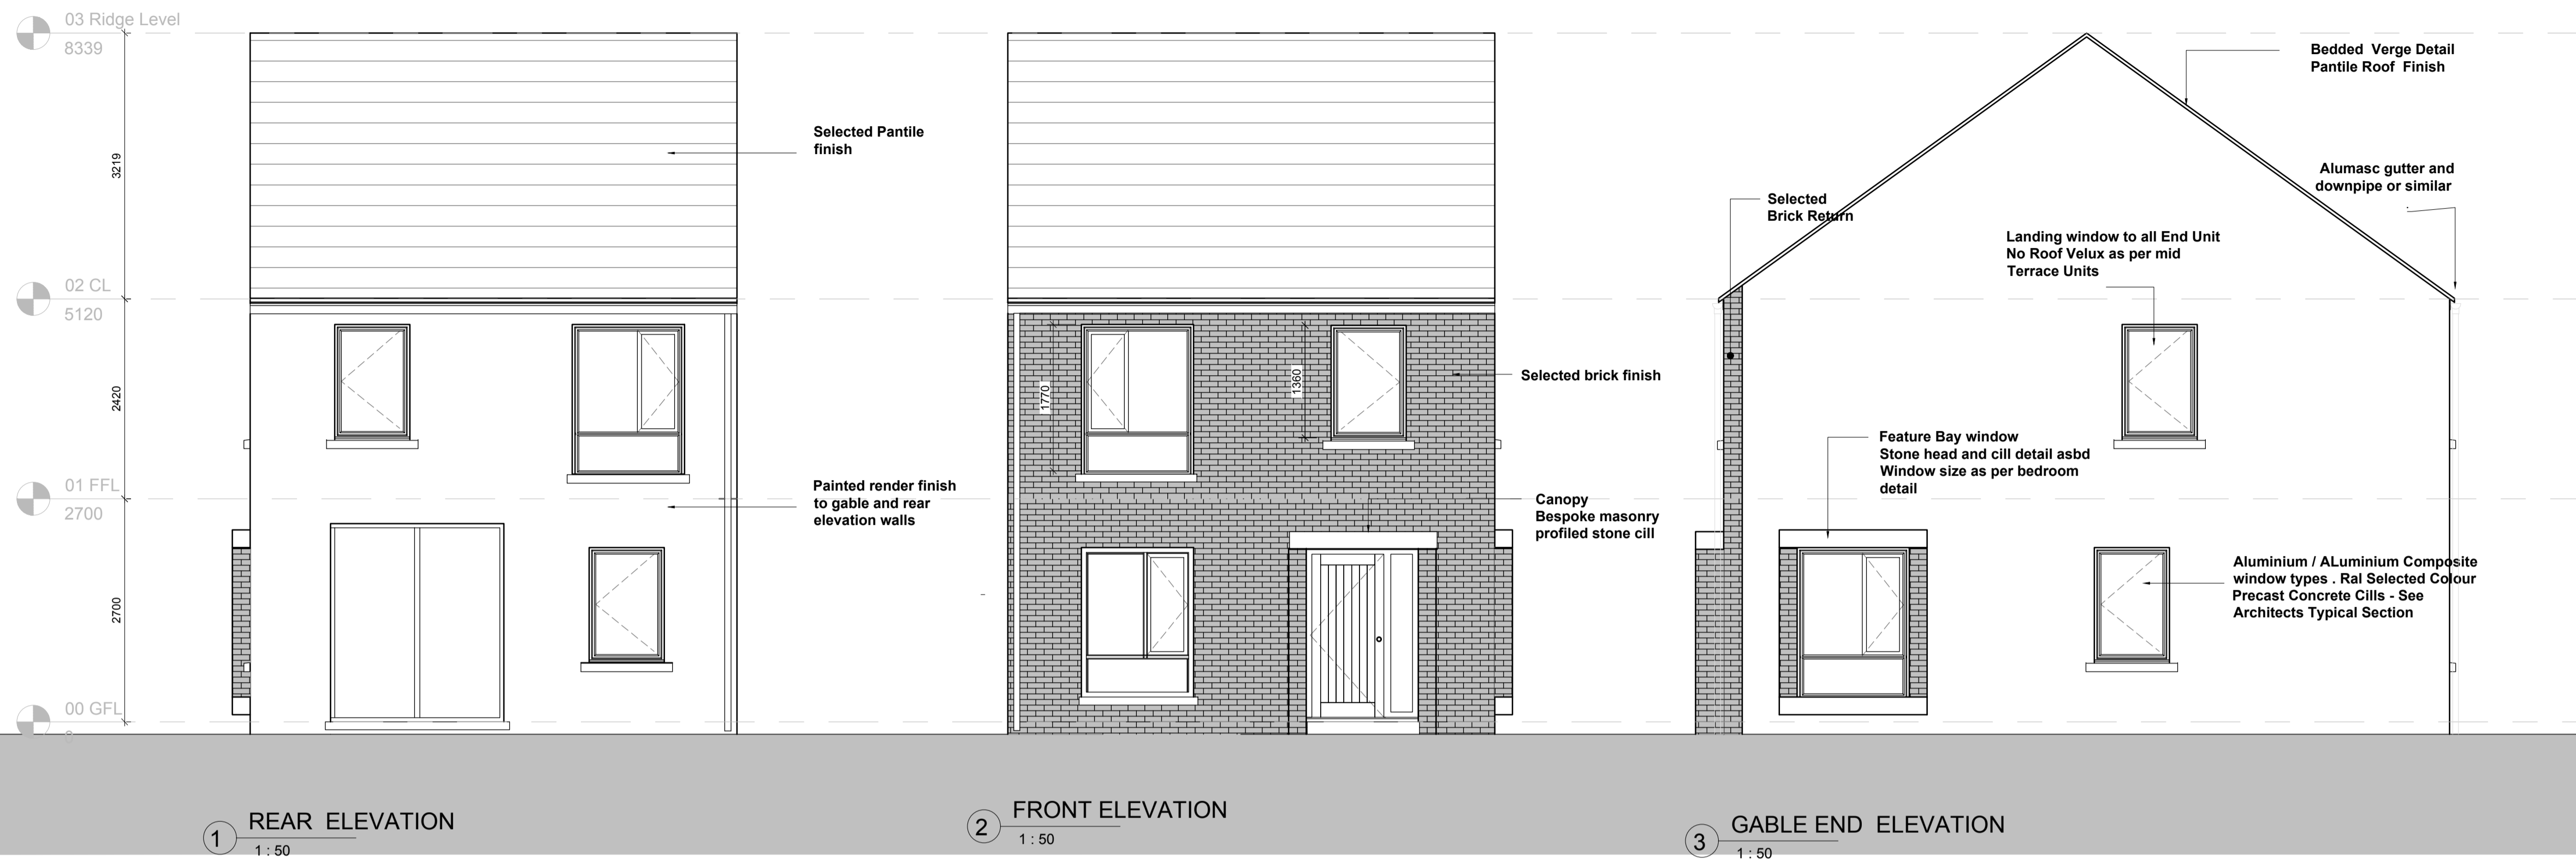 03 Ridge Level
8339
3219
02 CL
5120
2420
01 FFL
2700
2700
00 GFL
Selected Pantile
finish
Painted render finish
to gable and rear
elevation walls
1770
1360
Selected brick finish
Canopy
Bespoke masonry
profiled stone cill
Bedded Verge Detail
Pantile Roof Finish
Alumasc gutter and
downpipe or similar
Selected
Brick Return
Landing window to all End Unit
No Roof Velux as per mid
Terrace Units
Feature Bay window
Stone head and cill detail asbd
Window size as per bedroom
detail
Aluminium / ALuminium Composite
window types . Ral Selected Colour
Precast Concrete Cills - See
Architects Typical Section
1 REAR ELEVATION
1 : 50
2 FRONT ELEVATION
1 : 50
3 GABLE END ELEVATION
1 : 50